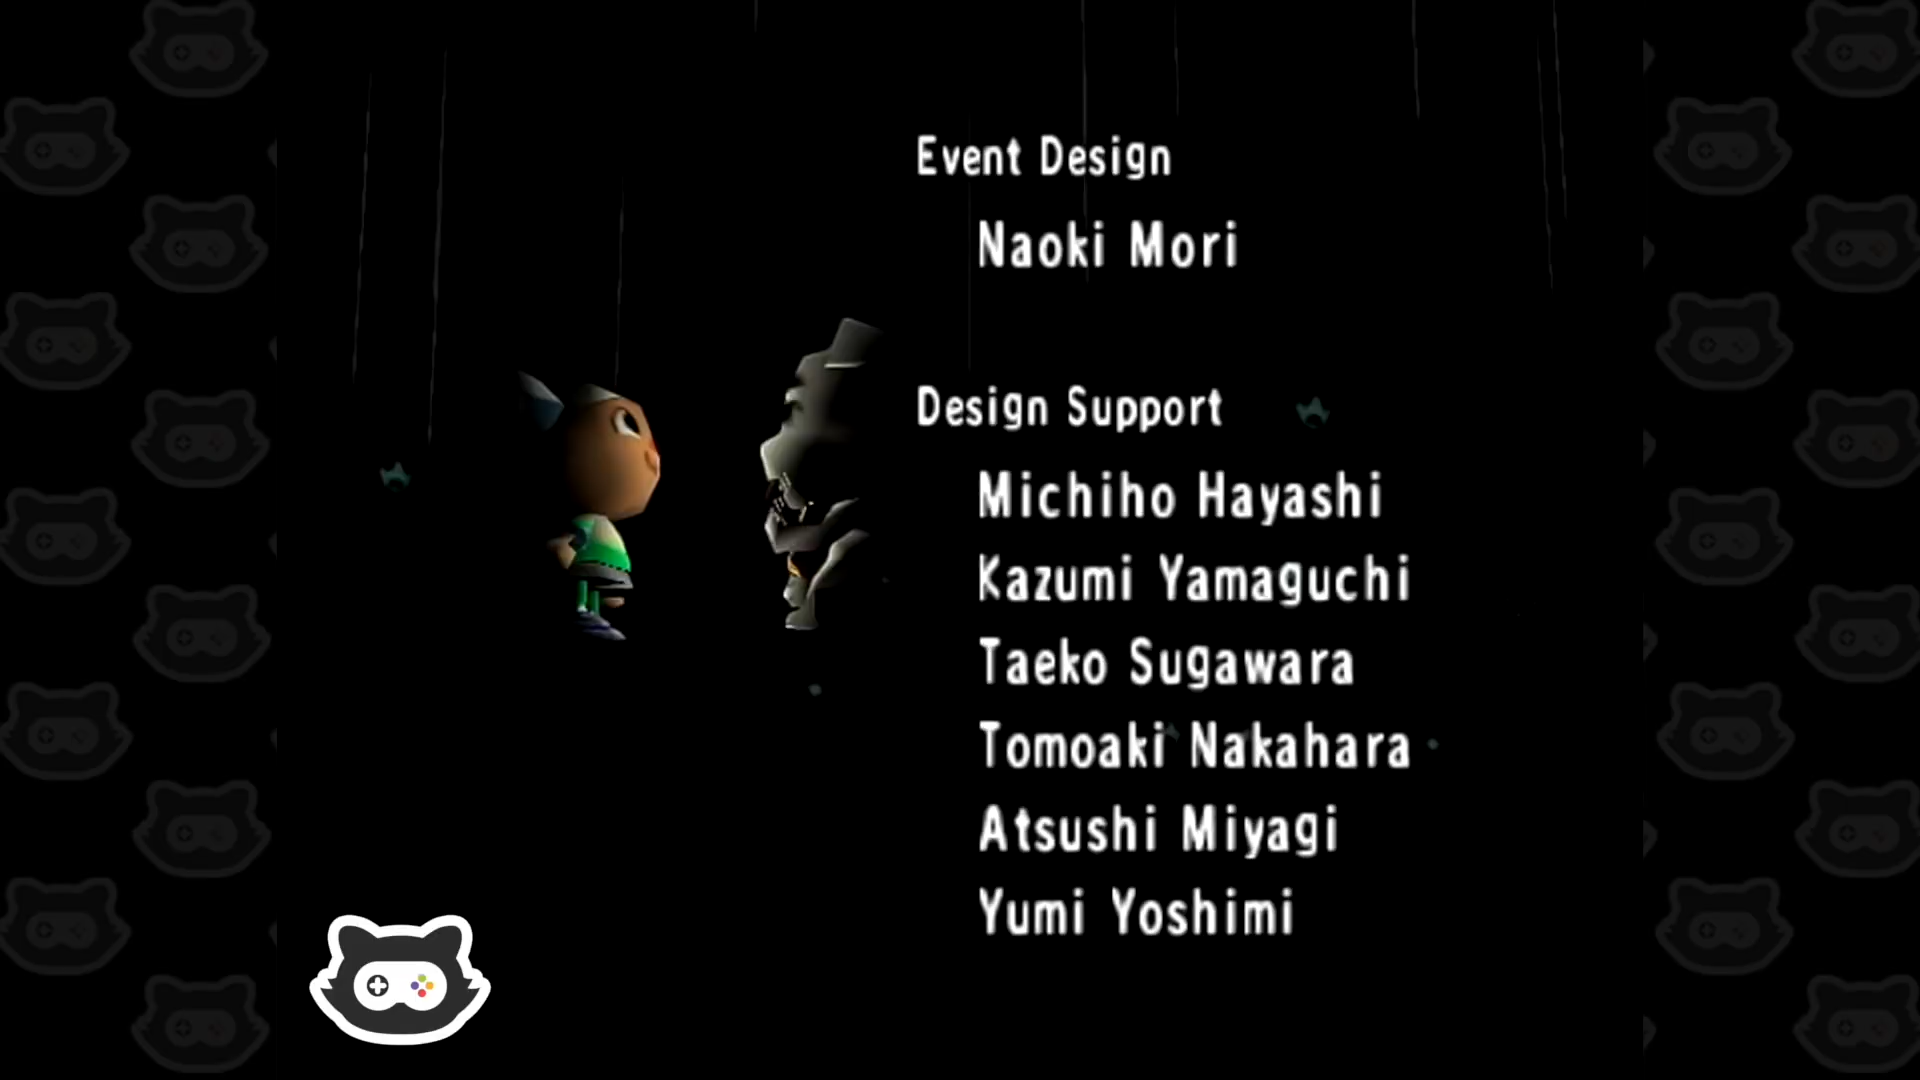 Event Design
Naoki Mori
Design Support
Michiho Hayashi
Kazumi Yamaguchi
Taeko Sugawara
Tomoaki Nakahara
Atsushi Miyagi
Yumi Yoshimi